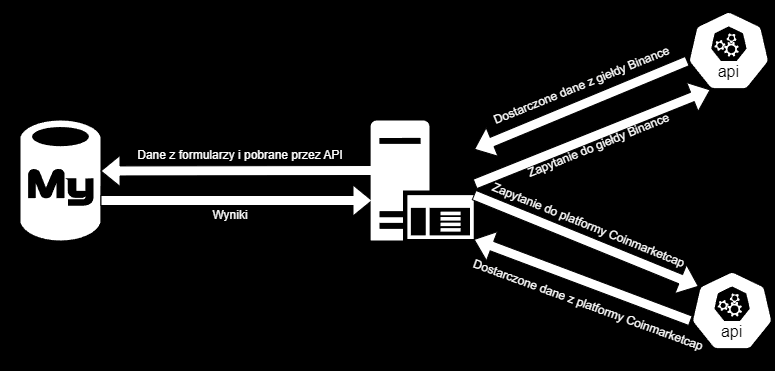 Dostarczone dane z giełdy Binance
api
Zapytanie do giełdy Binance
Dane z formularzy i pobrane przez API
My
Wyniki
Zapytanie do platformy Coinmarketcap
Dostarczone dane z platformy Coinmarketcap
api